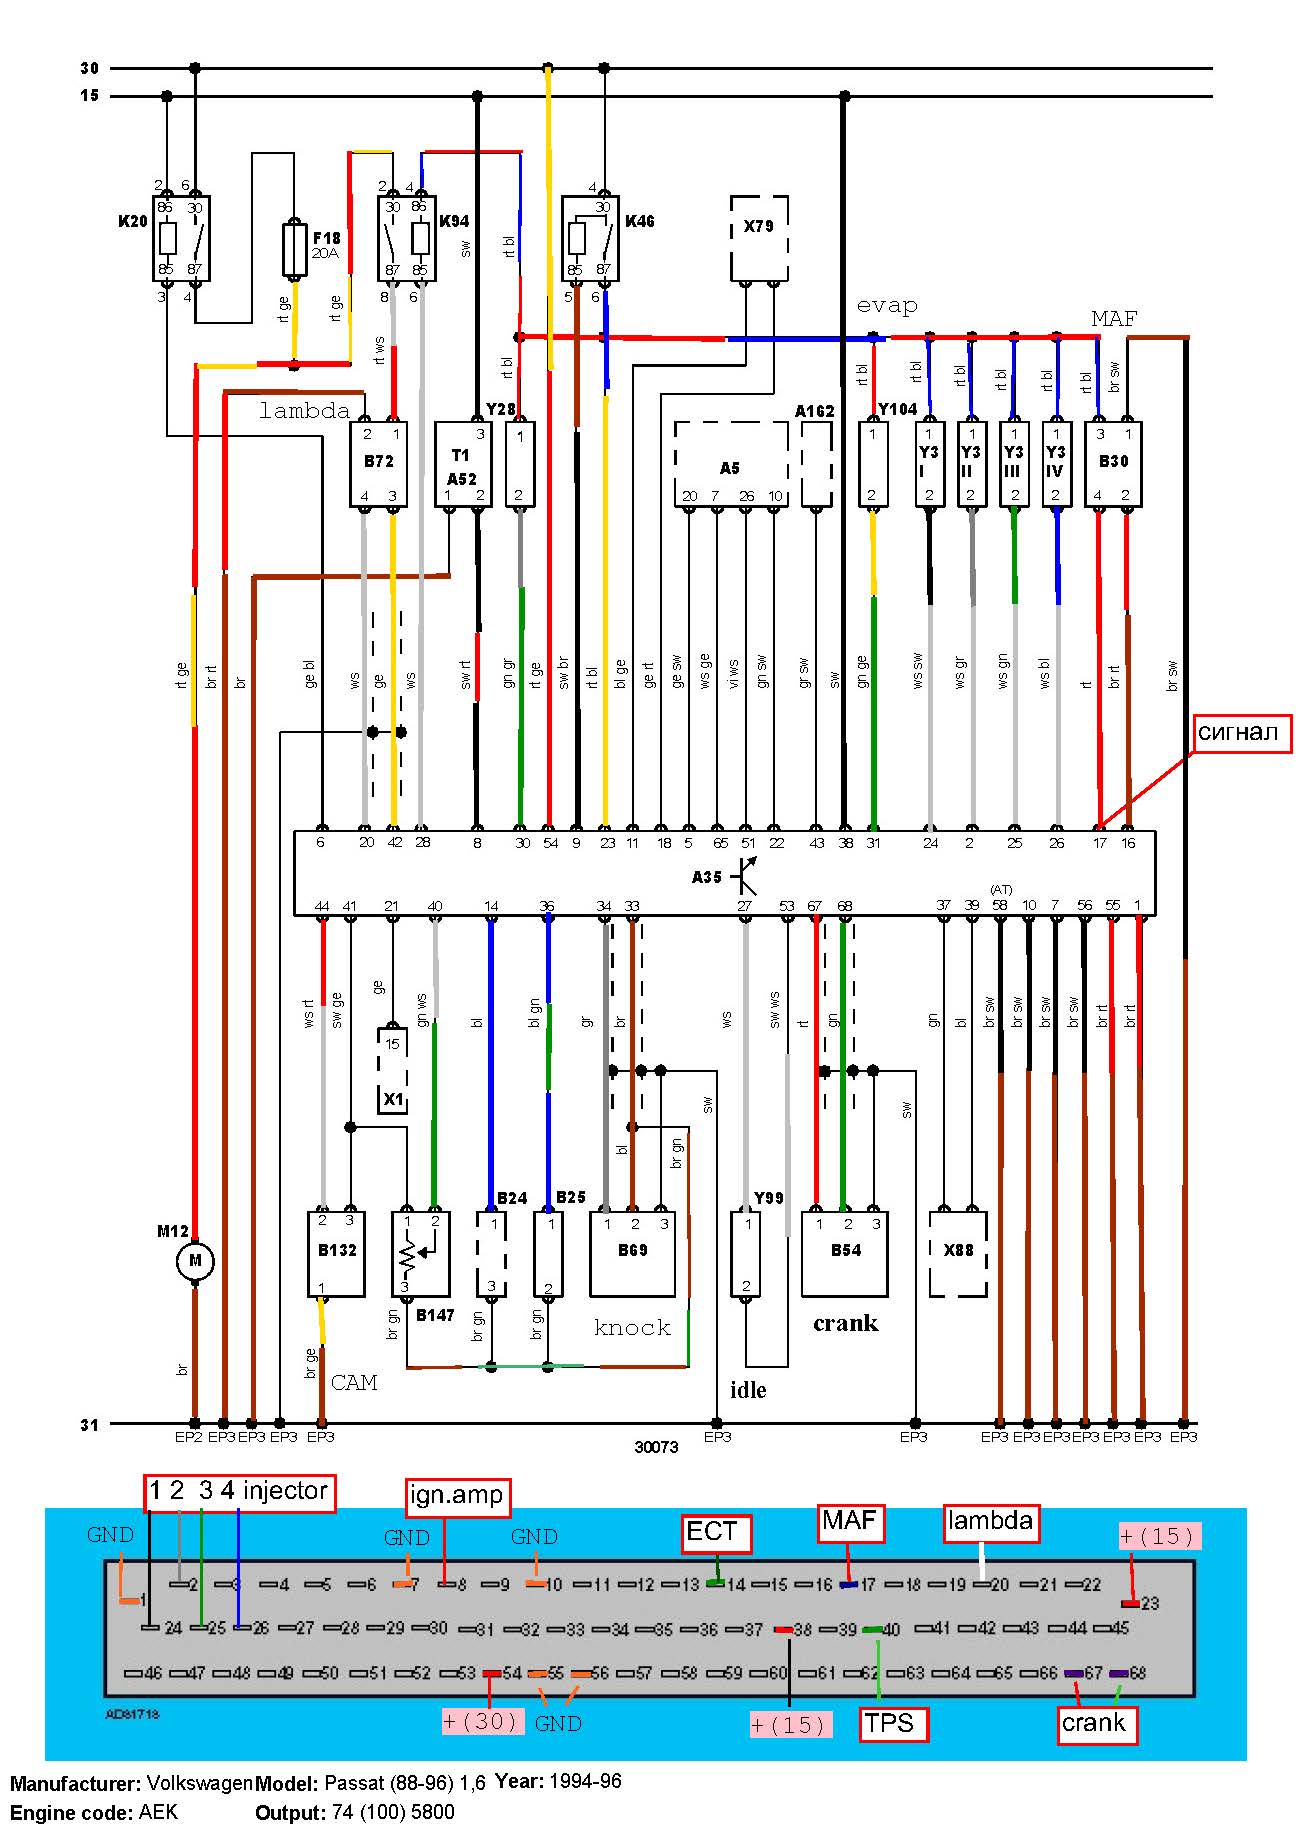 30
15
2 6 2 4 4
86 30 30 86 30
K20 K94 K46 X79
F18
20A
85 87 87 85 85 87
3 4 8 6 5 6
sw rt bl
rt ge rt ge rt ws rt bl
evap MAF
rt bl rt bl rt bl rt bl rt bl br sw
lambda Y28 A162 Y104
2 1 3 1 1 1 1 1 1 3 1
B72 T1 A52 A5 Y3 I Y3 II Y3 III Y3 IV B30
4 3 1 2 2 20 7 26 10 2 2 2 2 2 4 2
rt ge br rt br ge bl ws ge ws sw rt gn gr rt ge sw br rt bl bl ge ge rt ge sw ws ge vi ws gn sw gr sw sw gn ge ws sw ws gr ws gn ws bl rt br rt br sw
сигнал
6 20 42 28 8 30 54 9 23 11 18 5 65 51 22 43 38 31 24 2 25 26 17 16
A35
(AT)
44 41 21 40 14 36 34 33 27 53 67 68 37 39 58 10 7 56 55 1
ws rt sw ge ge gn ws bl bl gn gr br ws sw ws rt gn gn bl br sw br sw br sw br sw br rt br rt
15
X1
sw sw
bl br gn
B24 B25 Y99
M12
M
2 3 1 2 1 1 1 2 3 1 1 2 3
B132 B69 B54 X88
1 3 3 2 2
B147
br gn br gn br gn
knock crank
br br ge
CAM idle
31
EP2 EP3 EP3 EP3 EP3 EP3 EP3 EP3 EP3 EP3 EP3 EP3 EP3 EP3
30073
1 2 3 4 injector
ign.amp
GND GND GND ECT MAF lambda +(15)
2 3 4 5 6 7 8 9 10 11 12 13 14 15 16 17 18 19 20 21 22
1 23
24 25 26 27 28 29 30 31 32 33 34 35 36 37 38 39 40 41 42 43 44 45
46 47 48 49 50 51 52 53 54 55 56 57 58 59 60 61 62 63 64 65 66 67 68
AD81718
+(30) GND +(15) TPS crank
Manufacturer: Volkswagen Model: Passat (88-96) 1,6 Year: 1994-96
Engine code: AEK Output: 74 (100) 5800